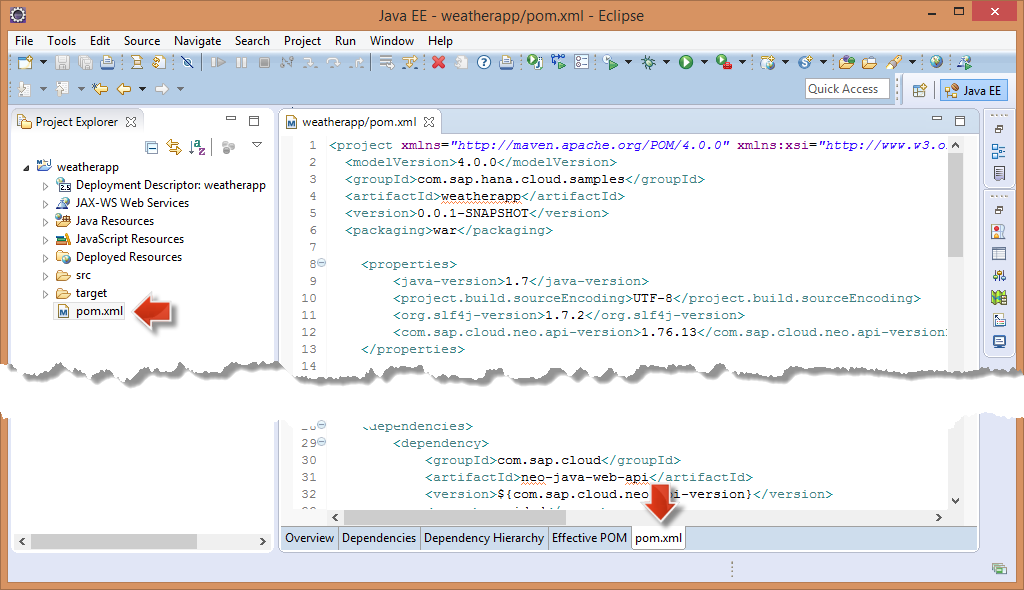 Java EE - weatherapp/pom.xml - Eclipse
File Tools Edit Source Navigate Search Project Run Window Help
Quick Access
Java EE
Project Explorer
weatherapp
Deployment Descriptor: weatherapp
JAX-WS Web Services
Java Resources
JavaScript Resources
Deployed Resources
src
target
pom.xml
weatherapp/pom.xml
1 <project xmlns="http://maven.apache.org/POM/4.0.0" xmlns:xsi="http://www.w3.o
2 <modelVersion>4.0.0</modelVersion>
3 <groupId>com.sap.hana.cloud.samples</groupId>
4 <artifactId>weatherapp</artifactId>
5 <version>0.0.1-SNAPSHOT</version>
6 <packaging>war</packaging>
7
8 <properties>
9 <java-version>1.7</java-version>
10 <project.build.sourceEncoding>UTF-8</project.build.sourceEncoding>
11 <org.slf4j-version>1.7.2</org.slf4j-version>
12 <com.sap.cloud.neo.api-version>1.76.13</com.sap.cloud.neo.api-version
13 </properties>
14
28 <dependencies>
29 <dependency>
30 <groupId>com.sap.cloud</groupId>
31 <artifactId>neo-java-web-api</artifactId>
32 <version>${com.sap.cloud.neo pi-version}</version>
Overview Dependencies Dependency Hierarchy Effective POM pom.xml